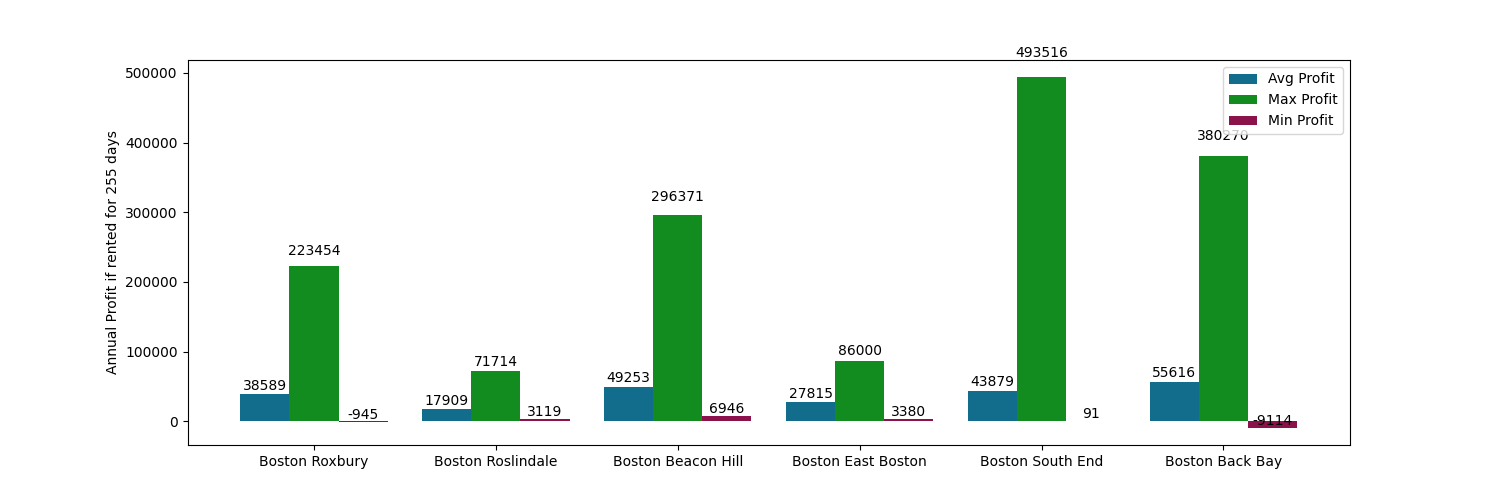 493516
500000
Avg Profit
Max Profit
Min Profit
380270
400000
296371
300000
223454
200000
Annual Profit if rented for 255 days
100000
86000
71714
38589
-945
17909
3119
49253
6946
27815
3380
43879
91
55616
-9114
0
Boston Roxbury
Boston Roslindale
Boston Beacon Hill
Boston East Boston
Boston South End
Boston Back Bay